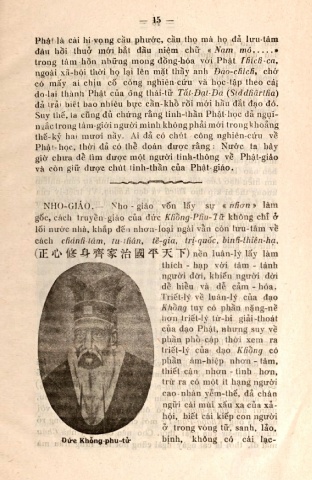 — 15 —
Phật là cái hi-vọng cầu phước, cầu thọ mà họ đã lưu-tâm
đâu hồi thuở mới bắt đầu niệm chữ « Nam mô.....»
trong tâm-hồn những mong đồng-hóa với Phật Thích-ca,
ngoài xã-hội thời họ lại lên mặt thầy anh Đạo-chích, chớ
có mấy ai chịu cố công nghiên-cứu và học-tập theo cái
đo-lai thành Phật của ông thái-tử Tất-Đạt-Đa (Siddhârtha)
đã trải biết bao nhiêu bực cần-khổ rồi mới hầu đắt đạo đó.
Suy thế, ta cũng đủ chứng rằng tinh-thần Phật-học đã ngụi-
ngắc trong tâm-giới người mình không phải mới trong khoảng
thế-kỷ hai mươi nầy. Ai đã có chút công nghiên-cứu về
Phật-học, thời đủ có thể đoán được rằng: Nước ta bây
giờ chưa dễ tìm được một người tinh-thông về Phật-giáo
và còn giữ được chút tinh-thần của Phật-giáo.
NHO-GIÁO.— Nho-giáo vốn lấy sự « nhơn » làm
gốc, cách truyền-giáo của đức Khổng-Phu-Tử không chỉ ở
lối nước nhà, khắp đến nhơn-loại ngài vẫn còn lưu-tâm về
cách chánh-tâm, tu-thân, tề-gia, trị-quốc, bình-thiên-hạ.
(正心修身齊家治國平天下) nên luân-lý lấy làm
thích-hạp với tâm-tánh
người đời, khiến người đời
dễ hiểu và dễ cảm-hóa.
Triết-lý về luân-lý của đạo
Khổng tuy có phần nặng-nề
hơn triết-lý từ-bi giải-thoát
của đạo Phật, nhưng suy về
phần phổ-cập thời xem ra
triết-lý của đạo Khổng có
phần ám-hiệp nhơn-tâm,
thiết cận nhơn-tình hơn,
trừ ra có một ít hạng người
cao-nhàn yếm-thế, đã chán
ngữi cái mùi xấu xa của xã-
hội, biết cái kiếp con người
ở trong vòng tử, sanh, lão,
bịnh, không có cái lạc-
Đức Khổng-phu-tử